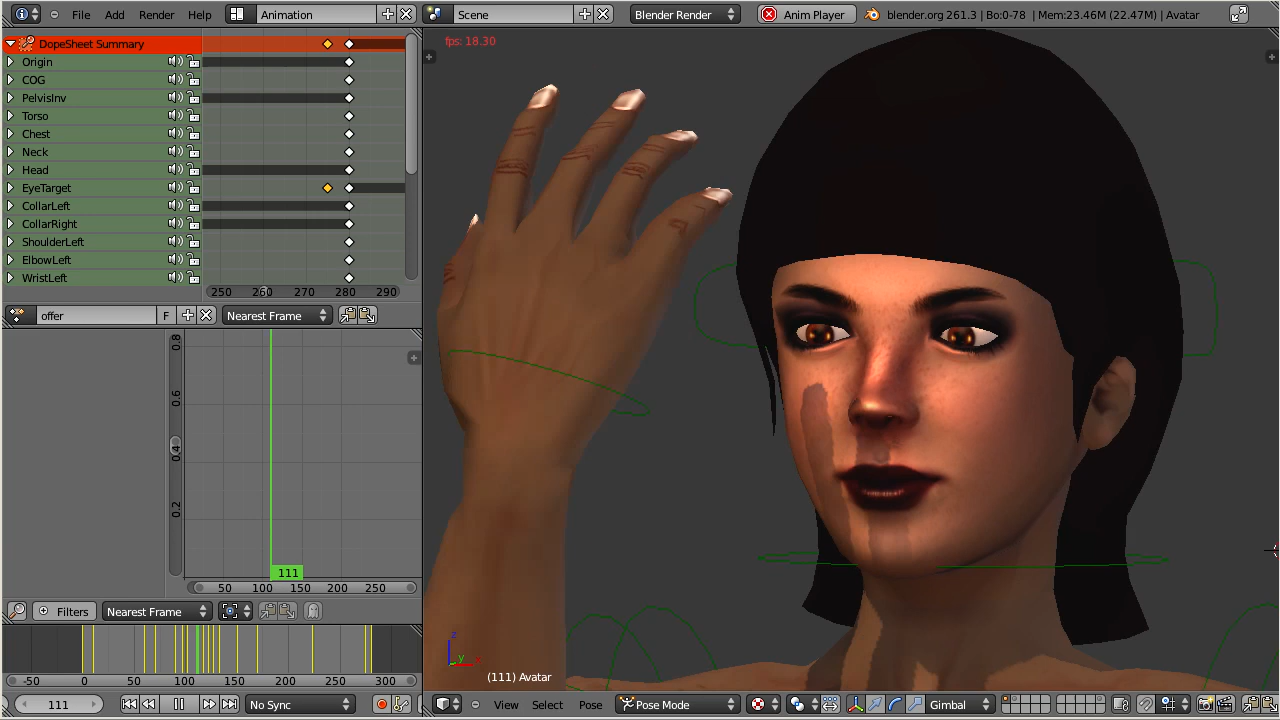 File Add Render Help Animation Scene Blender Render Anim Player blender.org 261.3 | Bo:0-78 | Mem:23.46M (22.47M) | Avatar
DopeSheet Summary
Origin
COG
PelvisInv
Torso
Chest
Neck
Head
EyeTarget
CollarLeft
CollarRight
ShoulderLeft
ElbowLeft
WristLeft
250 260 270 280 290
offer F Nearest Frame
0.8
0.6
0.4
0.2
111
50 100 150 200 250
Filters Nearest Frame
-50 0 50 100 150 200 250 300
111 No Sync
fps: 18.30
z
y x
(111) Avatar
View Select Pose Pose Mode Gimbal